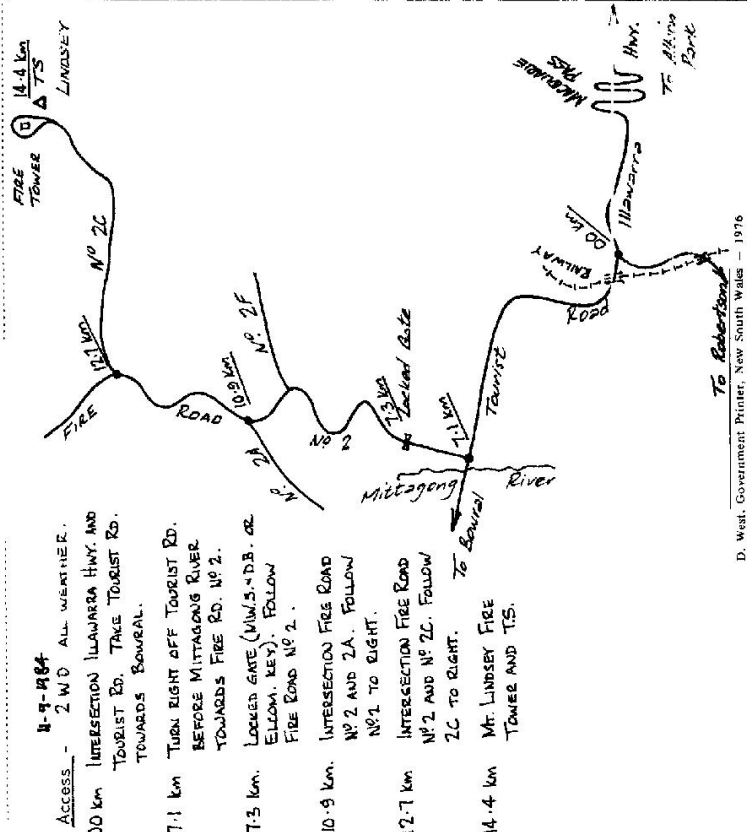 11-9-1984
Access - 2 WD ALL WEATHER.
00 km INTERSECTION ILLAWARRA HWY. AND
TOURIST RD. TAKE TOURIST RD.
TOWARDS BOWRAL.
7.1 km TURN RIGHT OFF TOURIST RD.
BEFORE MITTAGONG RIVER
TOWARDS FIRE RD. Nº 2.
7.3 km. LOCKED GATE (M.W.S. & D.B. OR
ELCOM. KEY). FOLLOW
FIRE ROAD Nº 2.
10.9 km. INTERSECTION FIRE ROAD
Nº 2 AND 2A. FOLLOW
Nº 2 TO RIGHT.
12.7 km INTERSECTION FIRE ROAD
Nº 2 AND Nº 2C. FOLLOW
2C TO RIGHT.
14.4 km MT. LINDSEY FIRE
TOWER AND T.S.
FIRE
TOWER
14.4 km
TS
LINDSEY
Nº 2C
12.7 km
FIRE
ROAD
10.9 km
Nº 2A
Nº 2F
Nº 2
7.3 km
Locked Gate
7.1 km
Mittagong River
To Bowral
Tourist
Road
RAILWAY
00 km
Illawarra
Hwy.
MACQUARIE
PASS
To Albion
Park
To Robertson
D. West, Government Printer, New South Wales – 1976